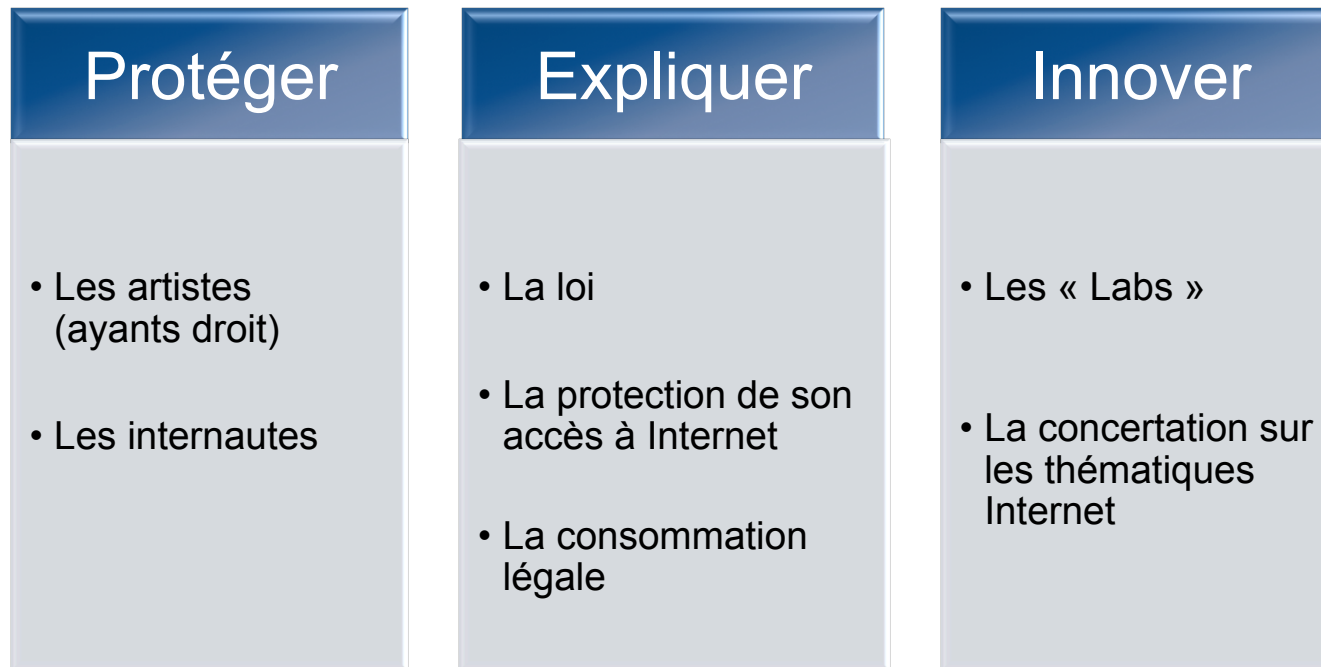 Protéger
• Les artistes
(ayants droit)
• Les internautes
Expliquer
• La loi
• La protection de son
accès à Internet
• La consommation
légale
Innover
• Les « Labs »
• La concertation sur
les thématiques
Internet